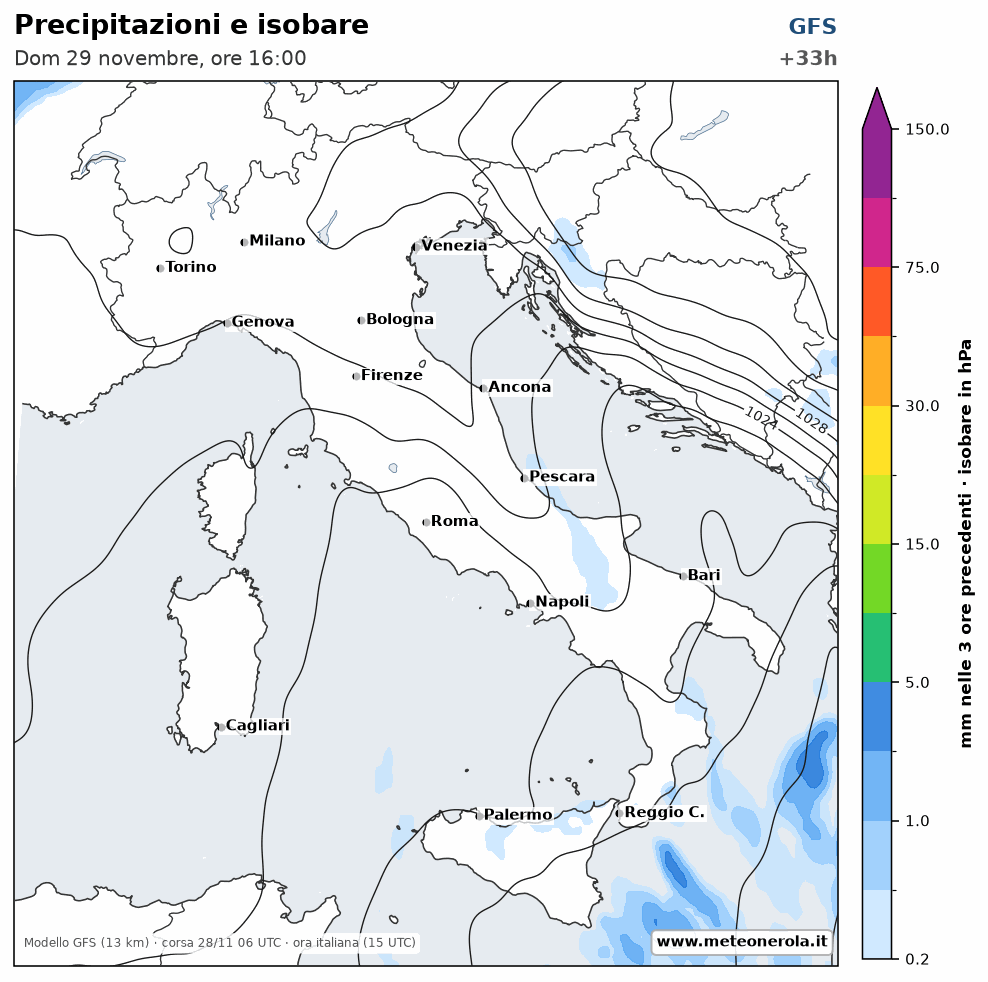 Precipitazioni e isobare
GFS
Dom 29 novembre, ore 16:00
+33h
Milano
Venezia
Torino
Genova
Bologna
Firenze
Ancona
1024
1028
Pescara
Roma
Bari
Napoli
Cagliari
Palermo
Reggio C.
Modello GFS (13 km) · corsa 28/11 06 UTC · ora italiana (15 UTC)
www.meteonerola.it
150.0
75.0
30.0
15.0
5.0
1.0
0.2
mm nelle 3 ore precedenti · isobare in hPa